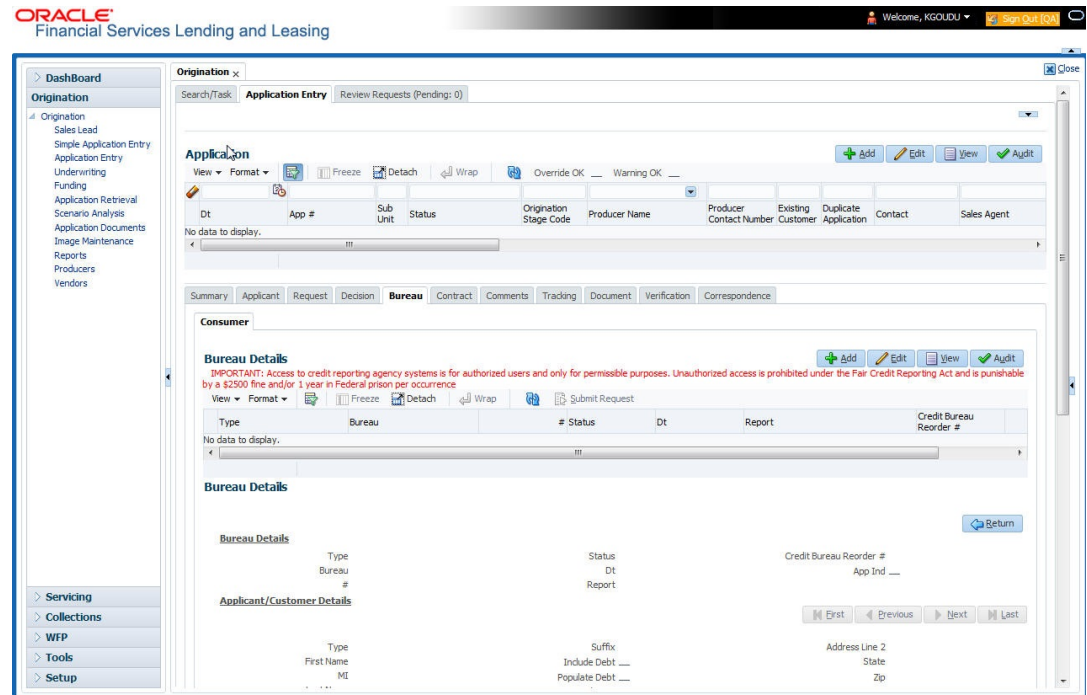 ORACLE
Financial Services Lending and Leasing
Welcome, KGOUDU
Sign Out [QA]
DashBoard
Origination
Origination
Sales Lead
Simple Application Entry
Application Entry
Underwriting
Funding
Application Retrieval
Scenario Analysis
Application Documents
Image Maintenance
Reports
Producers
Vendors
Servicing
Collections
WFP
Tools
Setup
Origination
Close
Search/Task Application Entry Review Requests (Pending: 0)
Application
Add Edit View Audit
View Format Freeze Detach Wrap Override OK Warning OK
Dt App # Sub Unit Status Origination Stage Code Producer Name Producer Contact Number Existing Customer Duplicate Application Contact Sales Agent
No data to display.
Summary Applicant Request Decision Bureau Contract Comments Tracking Document Verification Correspondence
Consumer
Bureau Details
Add Edit View Audit
IMPORTANT: Access to credit reporting agency systems is for authorized users and only for permissible purposes. Unauthorized access is prohibited under the Fair Credit Reporting Act and is punishable
by a $2500 fine and/or 1 year in Federal prison per occurrence
View Format Freeze Detach Wrap Submit Request
Type Bureau # Status Dt Report Credit Bureau Reorder #
No data to display.
Bureau Details
Return
Bureau Details
Type Status Credit Bureau Reorder #
Bureau Dt App Ind
# Report
Applicant/Customer Details
First Previous Next Last
Type Suffix Address Line 2
First Name Include Debt State
MI Populate Debt Zip